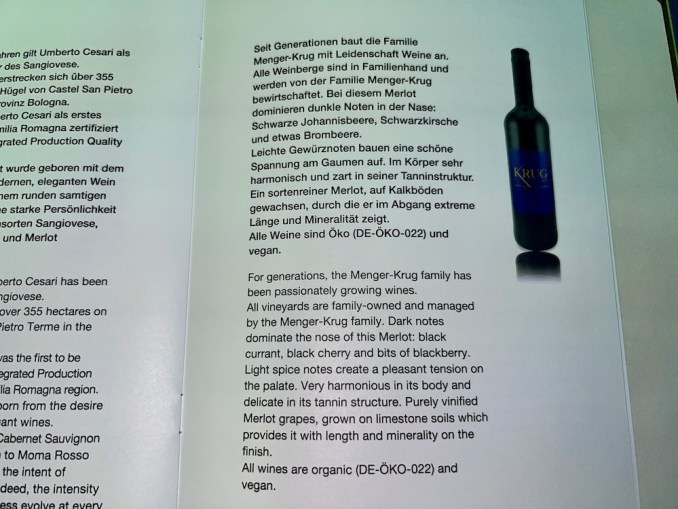 ahren gilt Umberto Cesari als
r des Sangiovese.
erstrecken sich über 355
Hügel von Castel San Pietro
rovinz Bologna.
erto Cesari als erstes
milia Romagna zertifiziert
grated Production Quality
t wurde geboren mit dem
dernen, eleganten Wein
nem runden samtigen
ne starke Persönlichkeit
nsorten Sangiovese,
und Merlot
berto Cesari has been
ngiovese.
over 355 hectares on
Pietro Terme in the
was the first to be
egrated Production
lia Romagna region.
born from the desire
gant wines.
Cabernet Sauvignon
to Moma Rosso
the intent of
deed, the intensity
ess evolve at every
Seit Generationen baut die Familie
Menger-Krug mit Leidenschaft Weine an.
Alle Weinberge sind in Familienhand und
werden von der Familie Menger-Krug
bewirtschaftet. Bei diesem Merlot
dominieren dunkle Noten in der Nase:
Schwarze Johannisbeere, Schwarzkirsche
und etwas Brombeere.
Leichte Gewürznoten bauen eine schöne
Spannung am Gaumen auf. Im Körper sehr
harmonisch und zart in seiner Tanninstruktur.
Ein sortenreiner Merlot, auf Kalkböden
gewachsen, durch die er im Abgang extreme
Länge und Mineralität zeigt.
Alle Weine sind Öko (DE-ÖKO-022) und
vegan.
For generations, the Menger-Krug family has
been passionately growing wines.
All vineyards are family-owned and managed
by the Menger-Krug family. Dark notes
dominate the nose of this Merlot: black
currant, black cherry and bits of blackberry.
Light spice notes create a pleasant tension on
the palate. Very harmonious in its body and
delicate in its tannin structure. Purely vinified
Merlot grapes, grown on limestone soils which
provides it with length and minerality on the
finish.
All wines are organic (DE-ÖKO-022) and
vegan.
KRUG